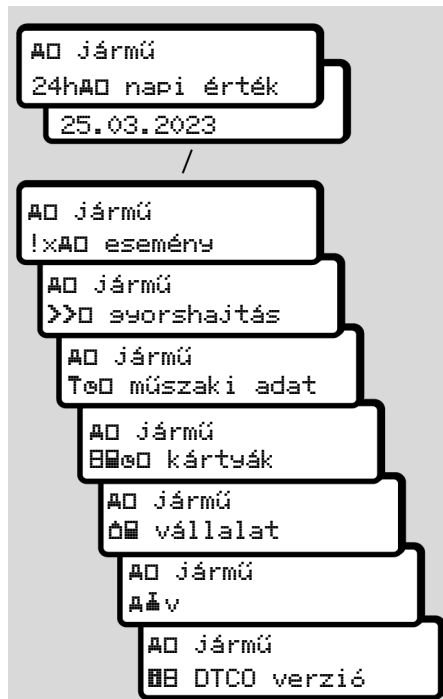 jármű
24h napi érték
25.03.2023
/
jármű
!x esemény
jármű
>> gyorshajtás
jármű
műszaki adat
jármű
kártyák
jármű
vállalat
jármű
v
jármű
DTCO verzió